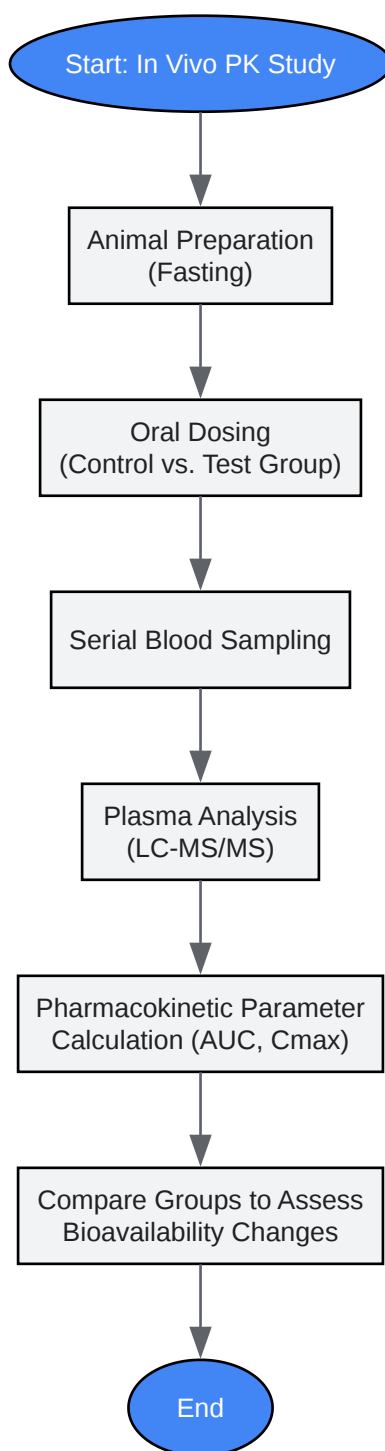 Start: In Vivo PK Study
Animal Preparation
(Fasting)
Oral Dosing
(Control vs. Test Group)
Serial Blood Sampling
Plasma Analysis
(LC-MS/MS)
Pharmacokinetic Parameter
Calculation (AUC, Cmax)
Compare Groups to Assess
Bioavailability Changes
End